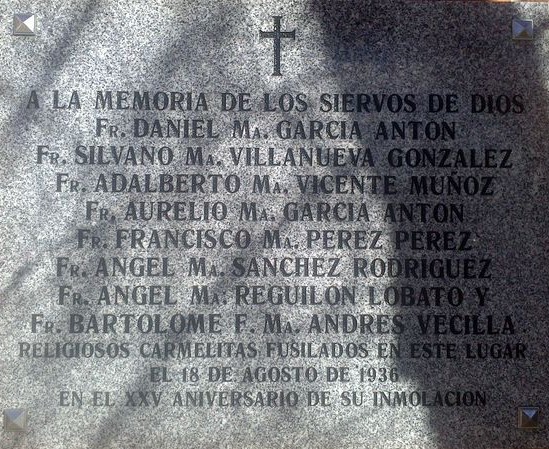 A LA MEMORIA DE LOS SIERVOS DE DIOS
FR. DANIEL MA. GARCIA ANTON
FR. SILVANO MA. VILLANUEVA GONZALEZ
FR. ADALBERTO MA. VICENTE MUÑOZ
FR. AURELIO MA. GARCIA ANTON
FR. FRANCISCO MA. PEREZ PEREZ
FR. ANGEL MA. SANCHEZ RODRIGUEZ
FR. ANGEL MA. REGUILON LOBATO Y
FR. BARTOLOME F. MA. ANDRES VECILLA
RELIGIOSOS CARMELITAS FUSILADOS EN ESTE LUGAR
EL 18 DE AGOSTO DE 1936
EN EL XXV ANIVERSARIO DE SU INMOLACION